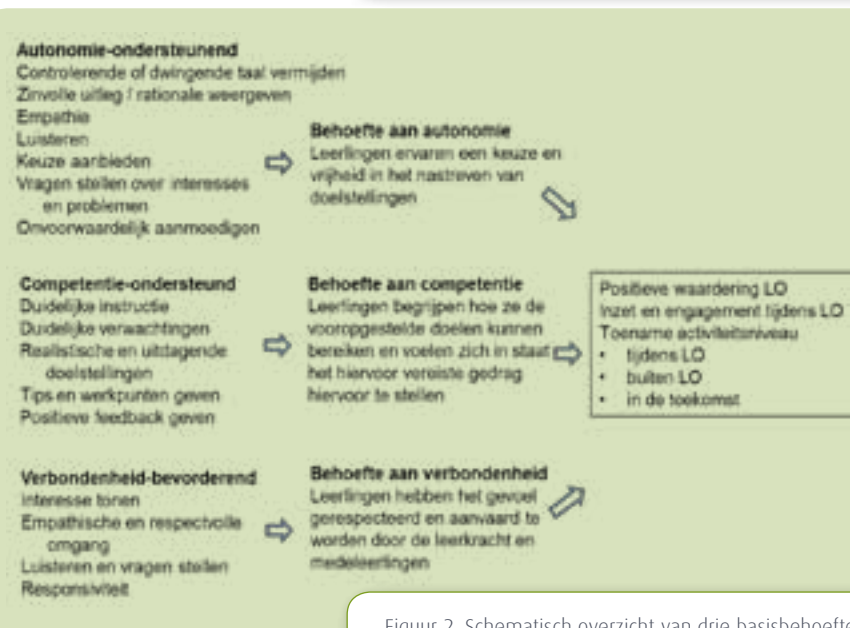 Autonomie-ondersteunend
Controlerende of dwingende taal vermijden
Zinvolle uitleg / rationale weergeven
Empathie
Luisteren
Keuze aanbieden
Vragen stellen over interesses
en problemen
Onvoorwaardelijk aanmoedigen
Behoefte aan autonomie
Leerlingen ervaren een keuze en
vrijheid in het nastreven van
doelstellingen
Competentie-ondersteund
Duidelijke instructie
Duidelijke verwachtingen
Realistische en uitdagende
doelstellingen
Tips en werkpunten geven
Positieve feedback geven
Behoefte aan competentie
Leerlingen begrijpen hoe ze de
vooropgestelde doelen kunnen
bereiken en voelen zich in staat
het hiervoor vereiste gedrag
hiervoor te stellen
Positieve waardering LO
Inzet en engagement tijdens LO
Toename activiteitsniveau
• tijdens LO
• buiten LO
• in de toekomst
Verbondenheid-bevorderend
Interesse tonen
Empathische en respectvolle
omgang
Luisteren en vragen stellen
Responsiviteit
Behoefte aan verbondenheid
Leerlingen hebben het gevoel
gerespecteerd en aanvaard te
worden door de leerkracht en
medeleerlingen
Figuur 2. Schematisch overzicht van drie basisbehoefte